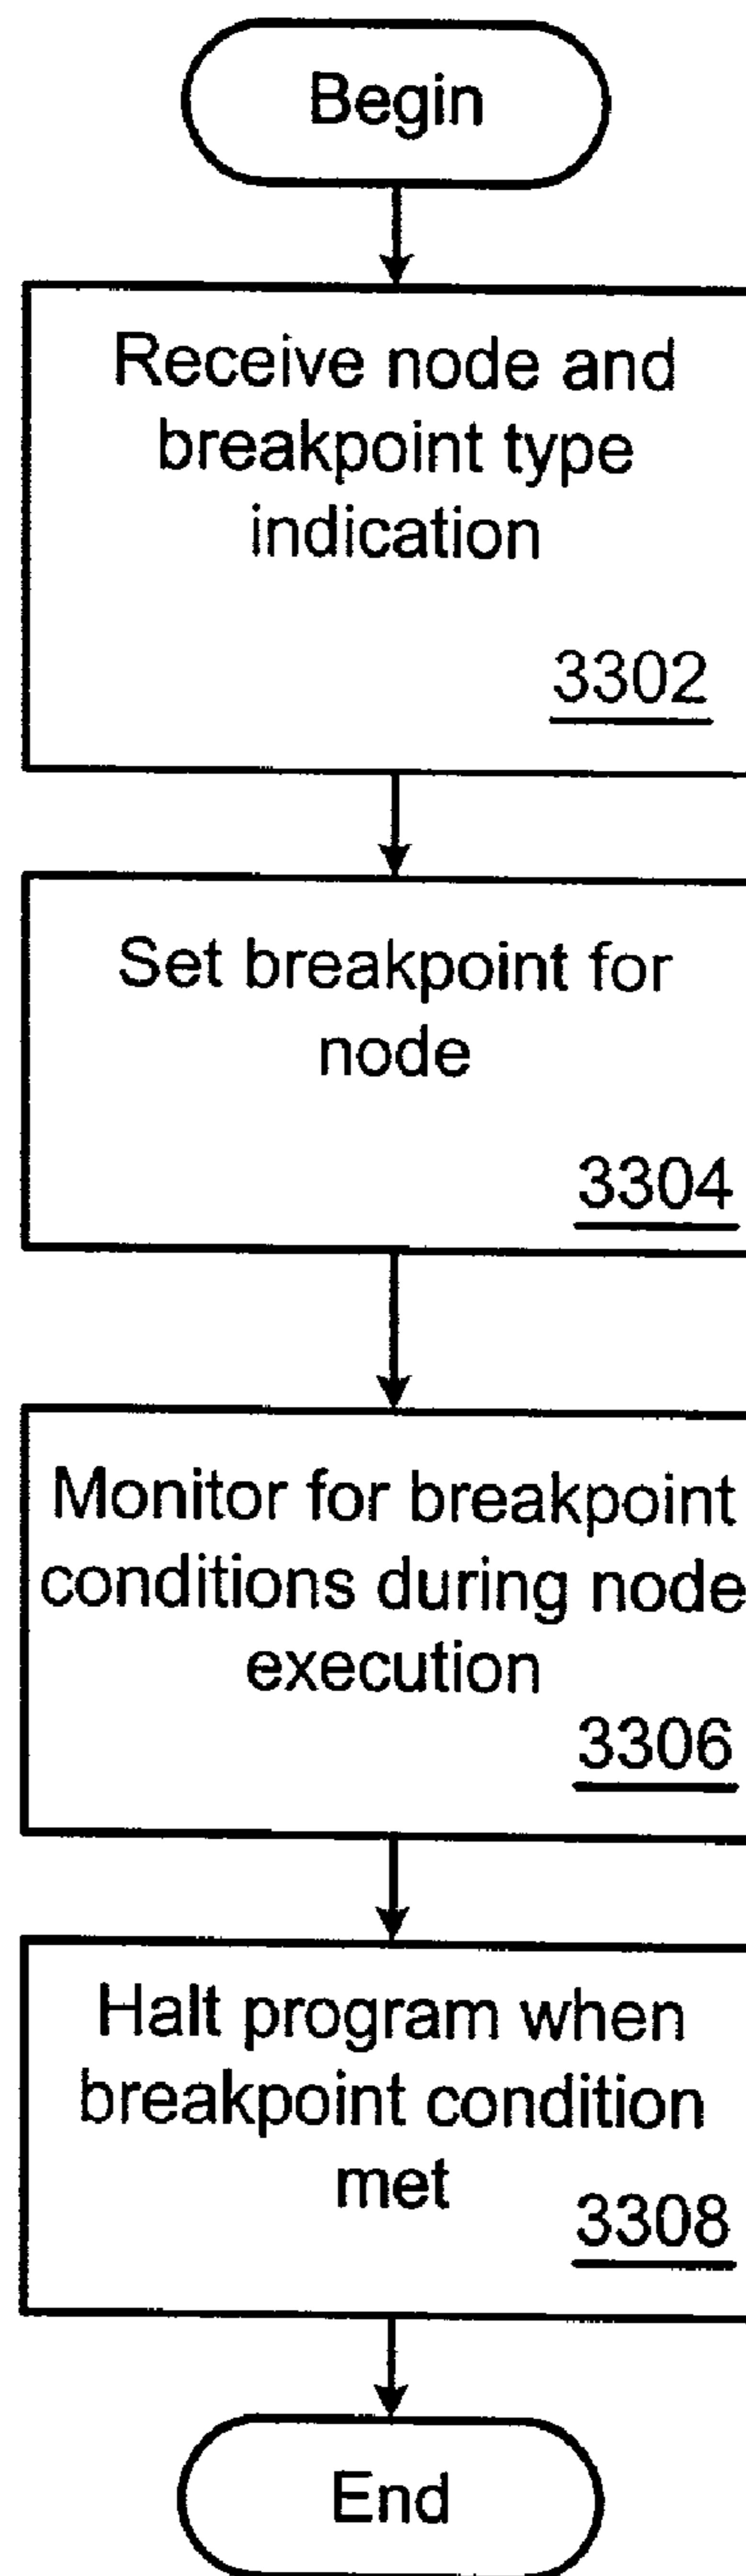 Begin
Receive node and
breakpoint type
indication
3302
Set breakpoint for
node
3304
Monitor for breakpoint
conditions during node
execution
3306
Halt program when
breakpoint condition
met
3308
End